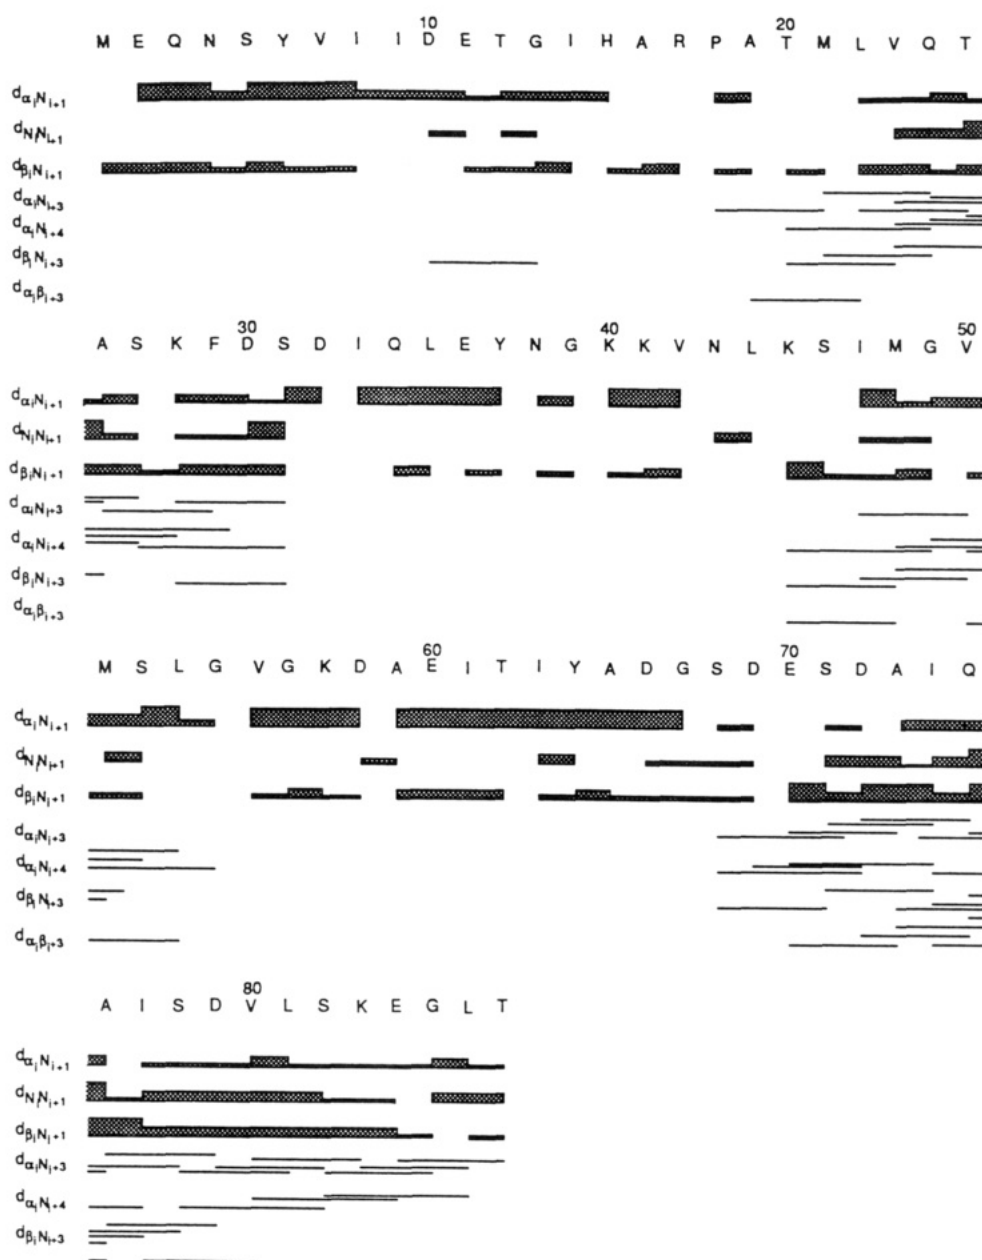 10 20
M E Q N S Y V I I D E T G I H A R P A T M L V Q T
dαiNi+1
dNiNi+1
dβiNi+1
dαiNi+3
dαiNi+4
dβiNi+3
dαiβi+3
30 40 50
A S K F D S D I Q L E Y N G K K V N L K S I M G V
dαiNi+1
dNiNi+1
dβiNi+1
dαiNi+3
dαiNi+4
dβiNi+3
dαiβi+3
60 70
M S L G V G K D A E I T I Y A D G S D E S D A I Q
dαiNi+1
dNiNi+1
dβiNi+1
dαiNi+3
dαiNi+4
dβiNi+3
dαiβi+3
80
A I S D V L S K E G L T
dαiNi+1
dNiNi+1
dβiNi+1
dαiNi+3
dαiNi+4
dβiNi+3